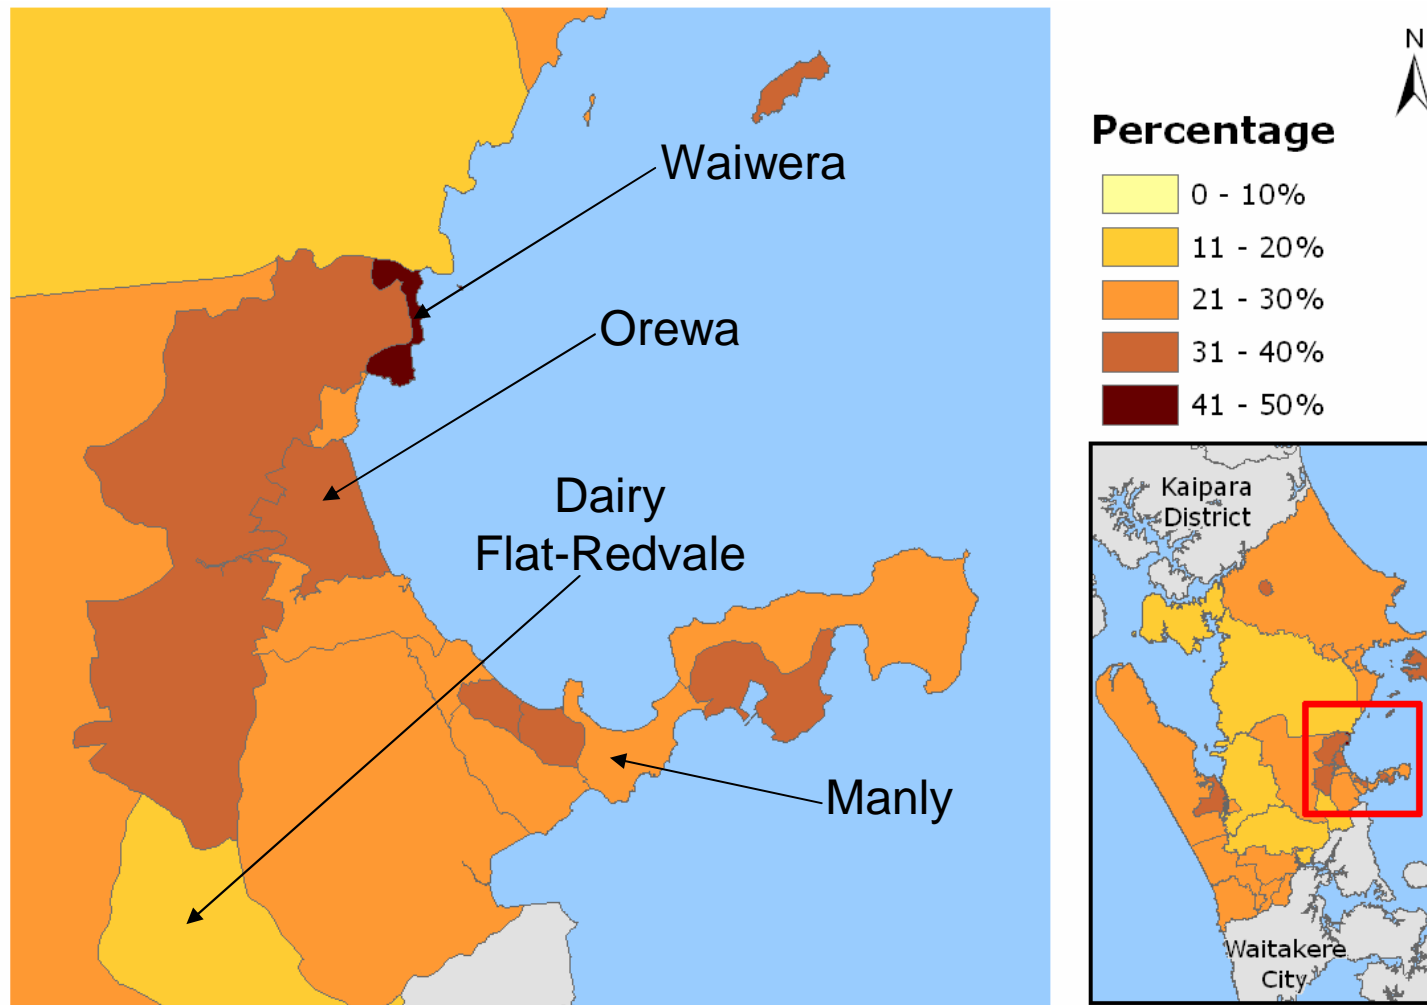 Waiwera
Orewa
Dairy
Flat-Redvale
Manly
N
Percentage
0 - 10%
11 - 20%
21 - 30%
31 - 40%
41 - 50%
Kaipara
District
Waitakere
City